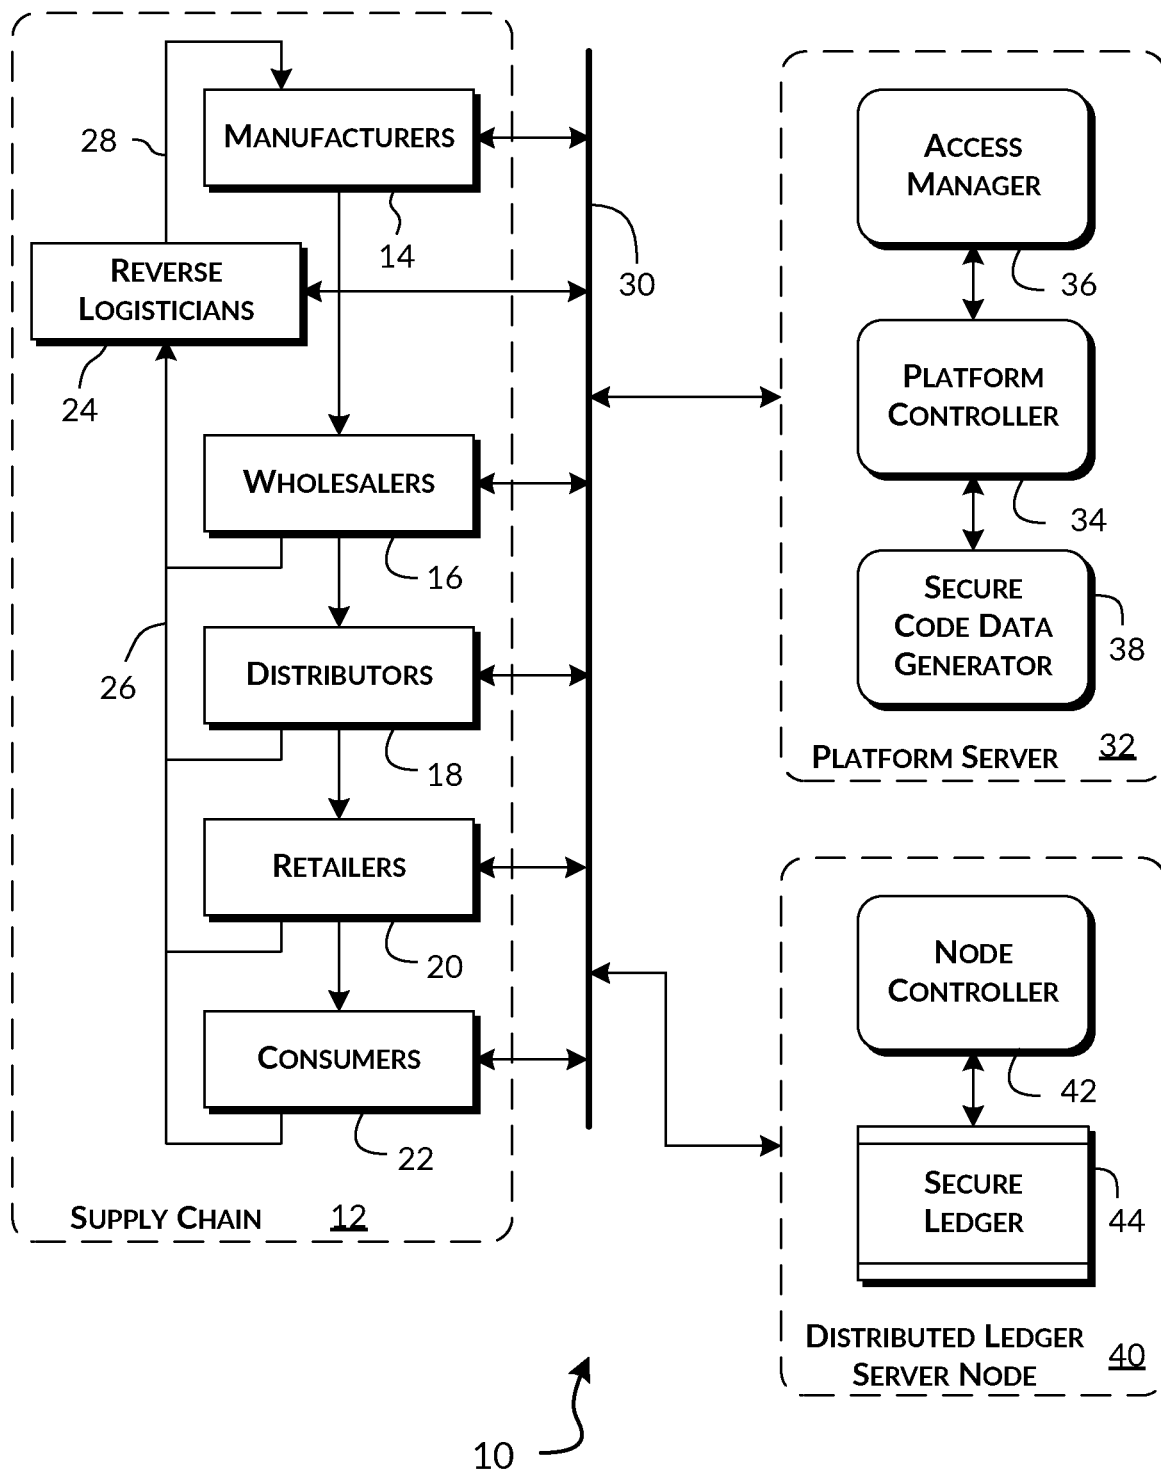 28
MANUFACTURERS
14
REVERSE
LOGISTICIANS
24
30
WHOLESALERS
16
26
DISTRIBUTORS
18
RETAILERS
20
CONSUMERS
22
SUPPLY CHAIN 12
ACCESS
MANAGER
36
PLATFORM
CONTROLLER
34
SECURE
CODE DATA
GENERATOR
38
PLATFORM SERVER 32
NODE
CONTROLLER
42
SECURE
LEDGER
44
DISTRIBUTED LEDGER
SERVER NODE 40
10